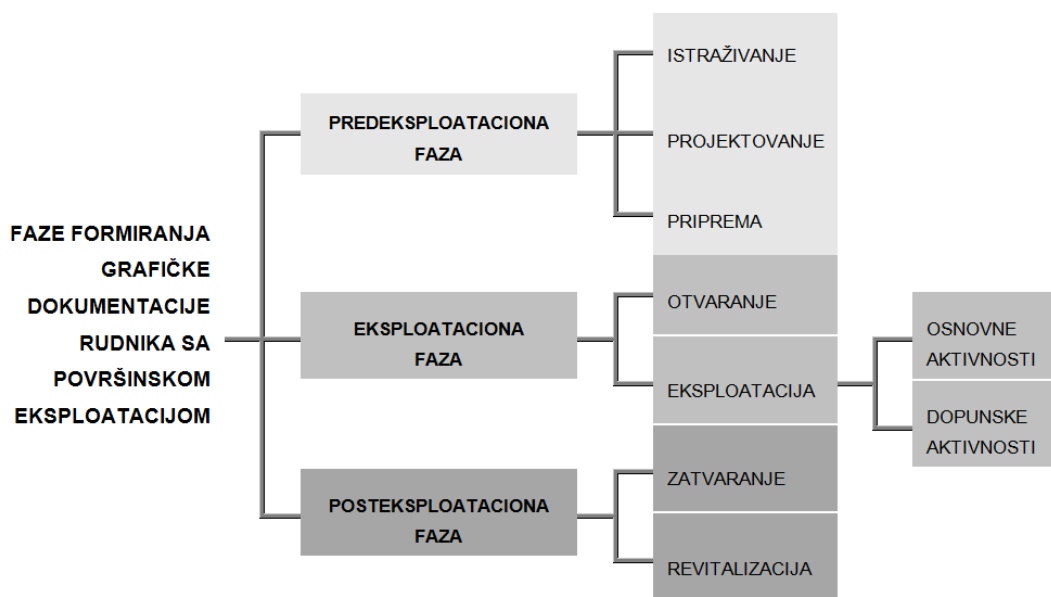 FAZE FORMIRANJA
GRAFIČKE
DOKUMENTACIJE
RUDNIKA SA
POVRŠINSKOM
EKSPLOATACIJOM
PREDEKSPLOATACIONA
FAZA
ISTRAŽIVANJE
PROJEKTOVANJE
PRIPREMA
EKSPLOATACIONA
FAZA
OTVARANJE
EKSPLOATACIJA
OSNOVNE
AKTIVNOSTI
DOPUNSKE
AKTIVNOSTI
POSTEKSPLOATACIONA
FAZA
ZATVARANJE
REVITALIZACIJA